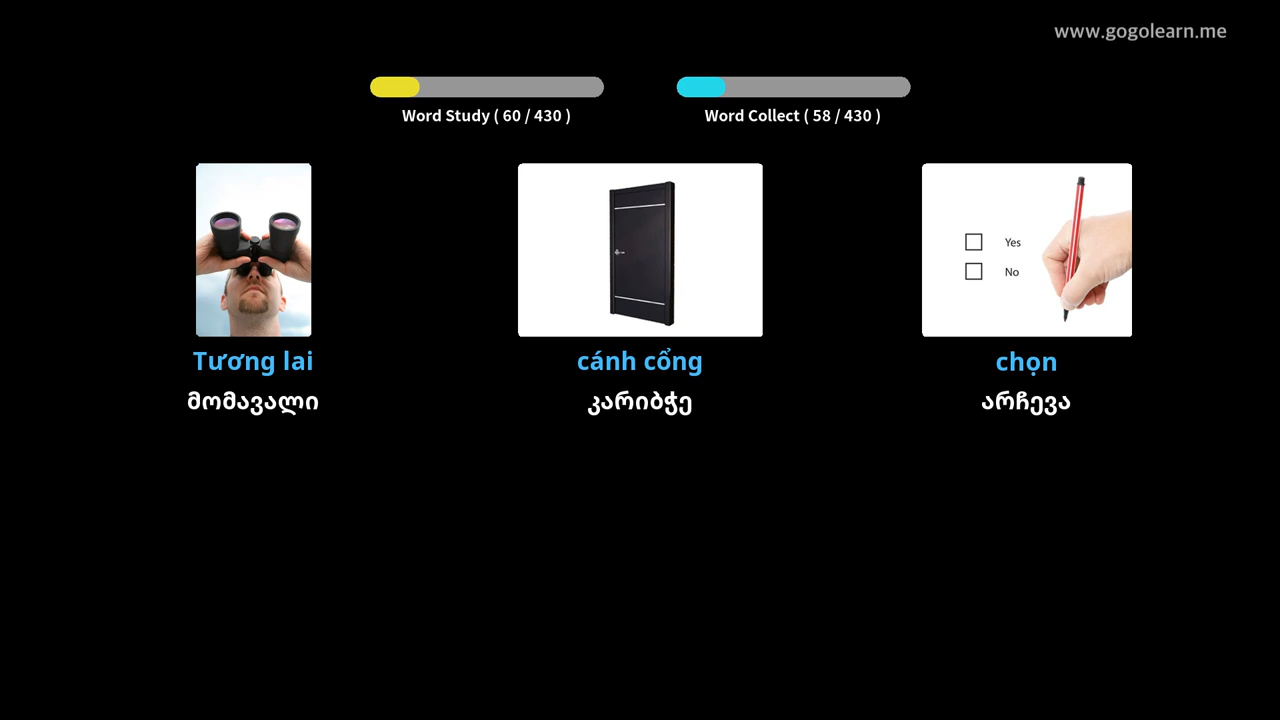 www.gogolearn.me
Word Study ( 60 / 430 )
Word Collect ( 58 / 430 )
Yes
No
Tương lai
cánh cổng
chọn
მომავალი
კარიბჭე
არჩევა